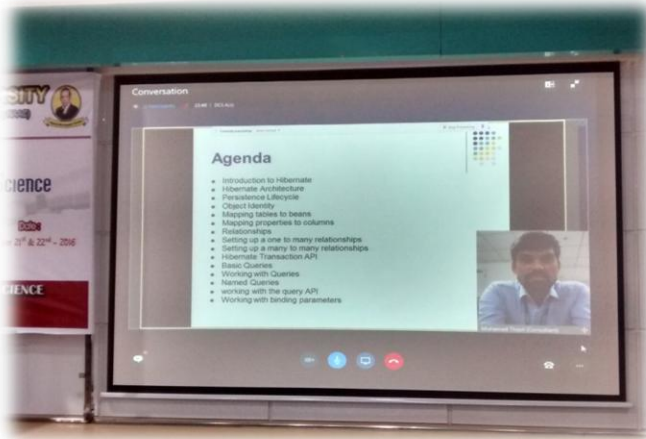 SITY
cience
Date:
21st & 22nd - 2016
CIENCE
Conversation
Agenda
Introduction to Hibernate
Hibernate Architecture
Persistence Lifecycle
Object Identity
Mapping tables to beans
Mapping properties to columns
Relationships
Setting up a one to many relationships
Setting up a many to many relationships
Hibernate Transaction API
Basic Queries
Working with Queries
Named Queries
working with the query API
Working with binding parameters